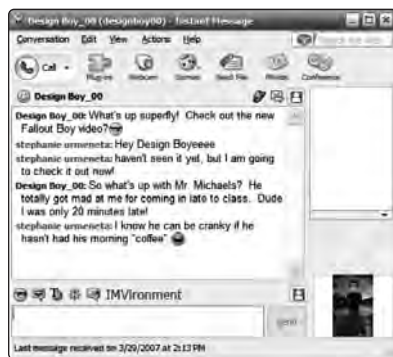 Design Boy_00 (designboy00) - Instant Message
Conversation Edit View Actions Help
Search the Web
Call
Plug-ins Webcam Games Send File Photos Conference
Design Boy_00
Design Boy_00: What's up superfly! Check out the new
Fallout Boy video?
stephanie urmeneta: Hey Design Boyeeee
stephanie urmeneta: haven't seen it yet, but I am going
to check it out now!
Design Boy_00: So what's up with Mr. Michaels? He
totally got mad at me for coming in late to class. Dude
I was only 20 minutes late!
stephanie urmeneta: I know he can be cranky if he
hasn't had his morning "coffee"
IMVironment
Send
Last message received on 3/29/2007 at 2:13 PM